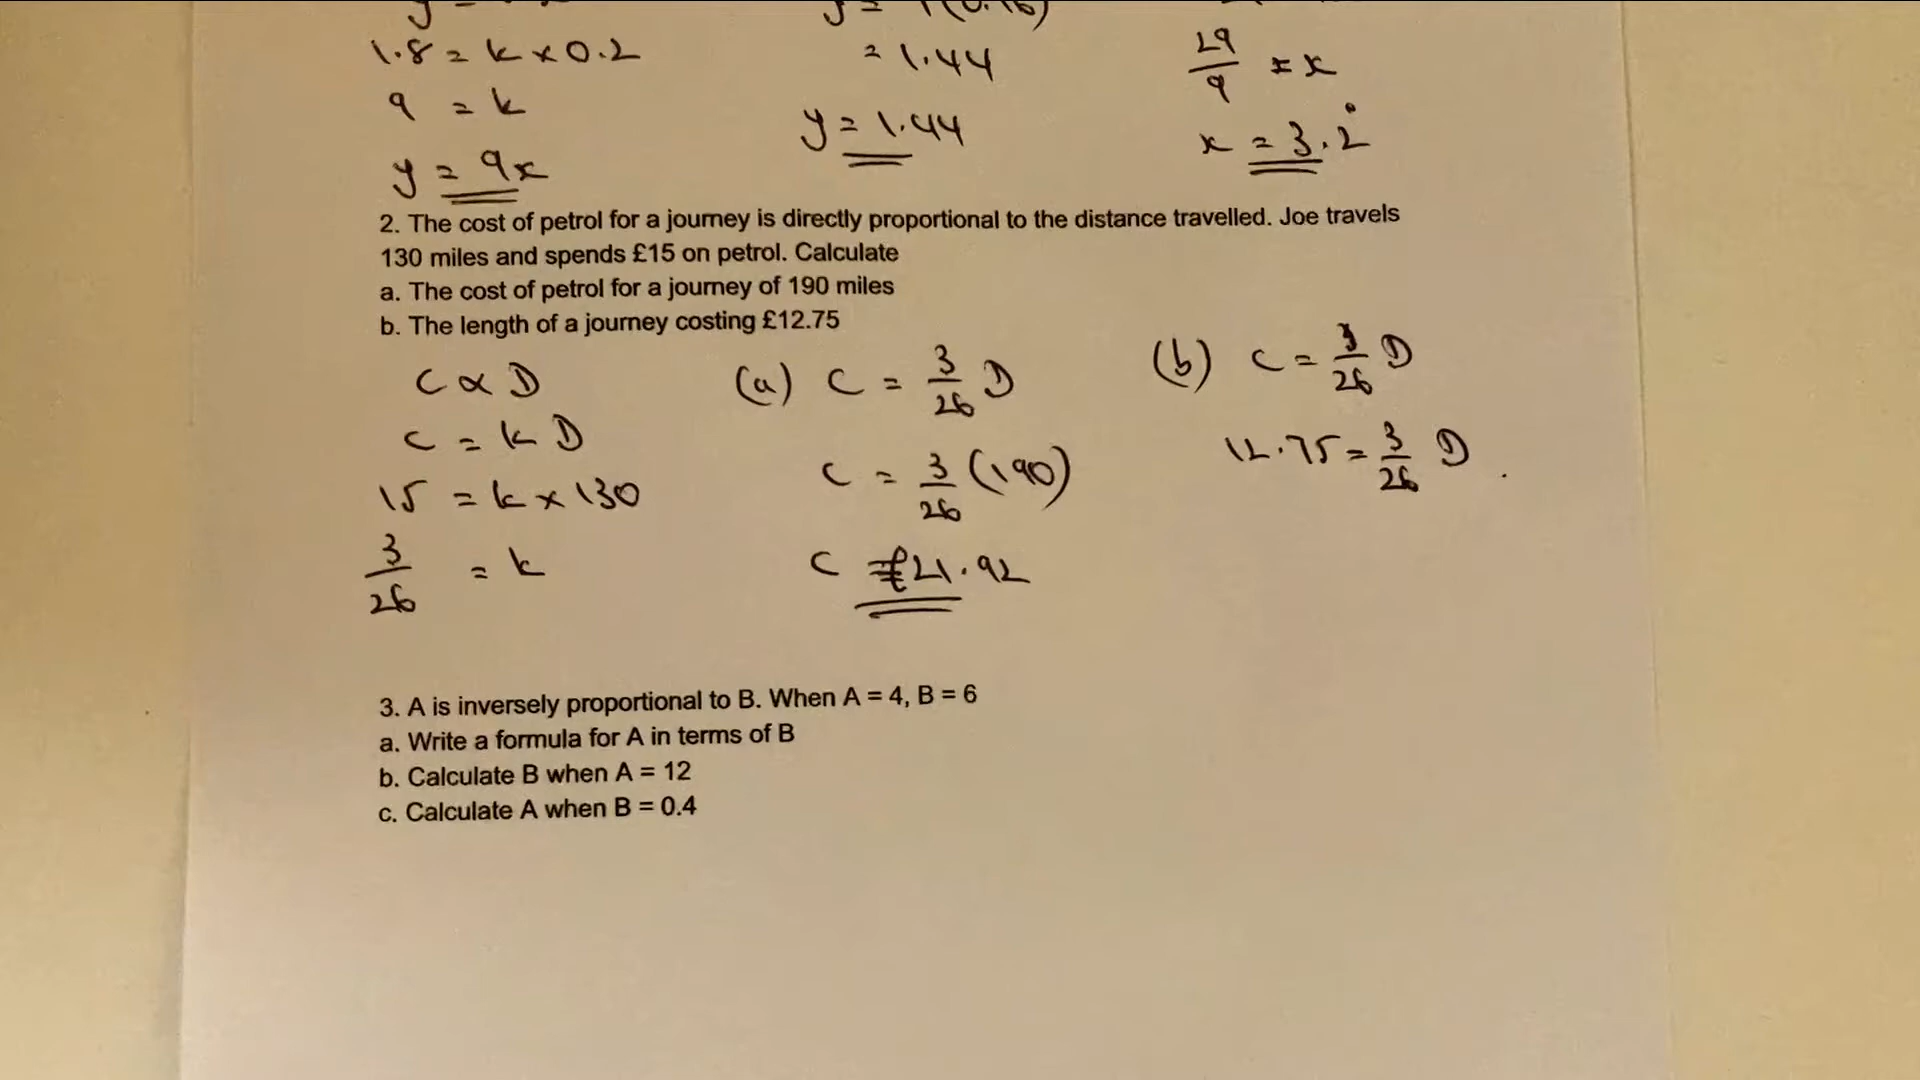 1.8 = k × 0.2
9 = k
y = 9x
= 1.44
y = 1.44
29/9 = x
x = 3.2̇
2. The cost of petrol for a journey is directly proportional to the distance travelled. Joe travels
130 miles and spends £15 on petrol. Calculate
a. The cost of petrol for a journey of 190 miles
b. The length of a journey costing £12.75
C ∝ D
C = k D
15 = k × 130
3/26 = k
(a) C = 3/26 D
C = 3/26 (190)
C = £21.92
(b) C = 3/26 D
12.75 = 3/26 D
3. A is inversely proportional to B. When A = 4, B = 6
a. Write a formula for A in terms of B
b. Calculate B when A = 12
c. Calculate A when B = 0.4